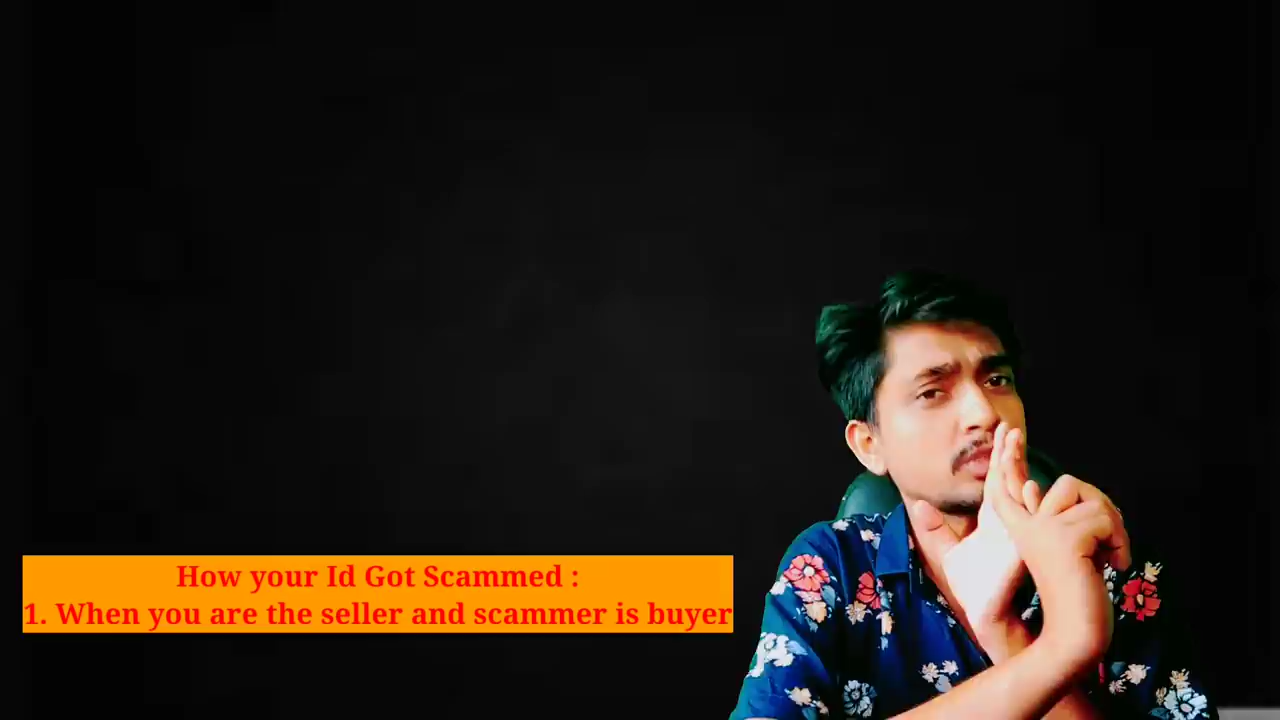 How your Id Got Scammed :
1. When you are the seller and scammer is buyer